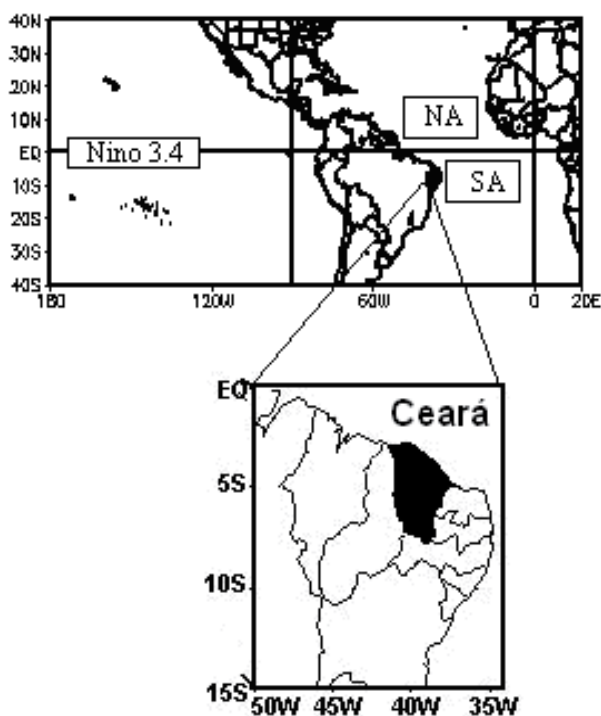 40N
30N
20N
10N
EQ
10S
20S
30S
40S
NA
Nino 3.4
SA
180 120W 60W 0 20E
EQ
5S
10S
15S
Ceará
50W 45W 40W 35W